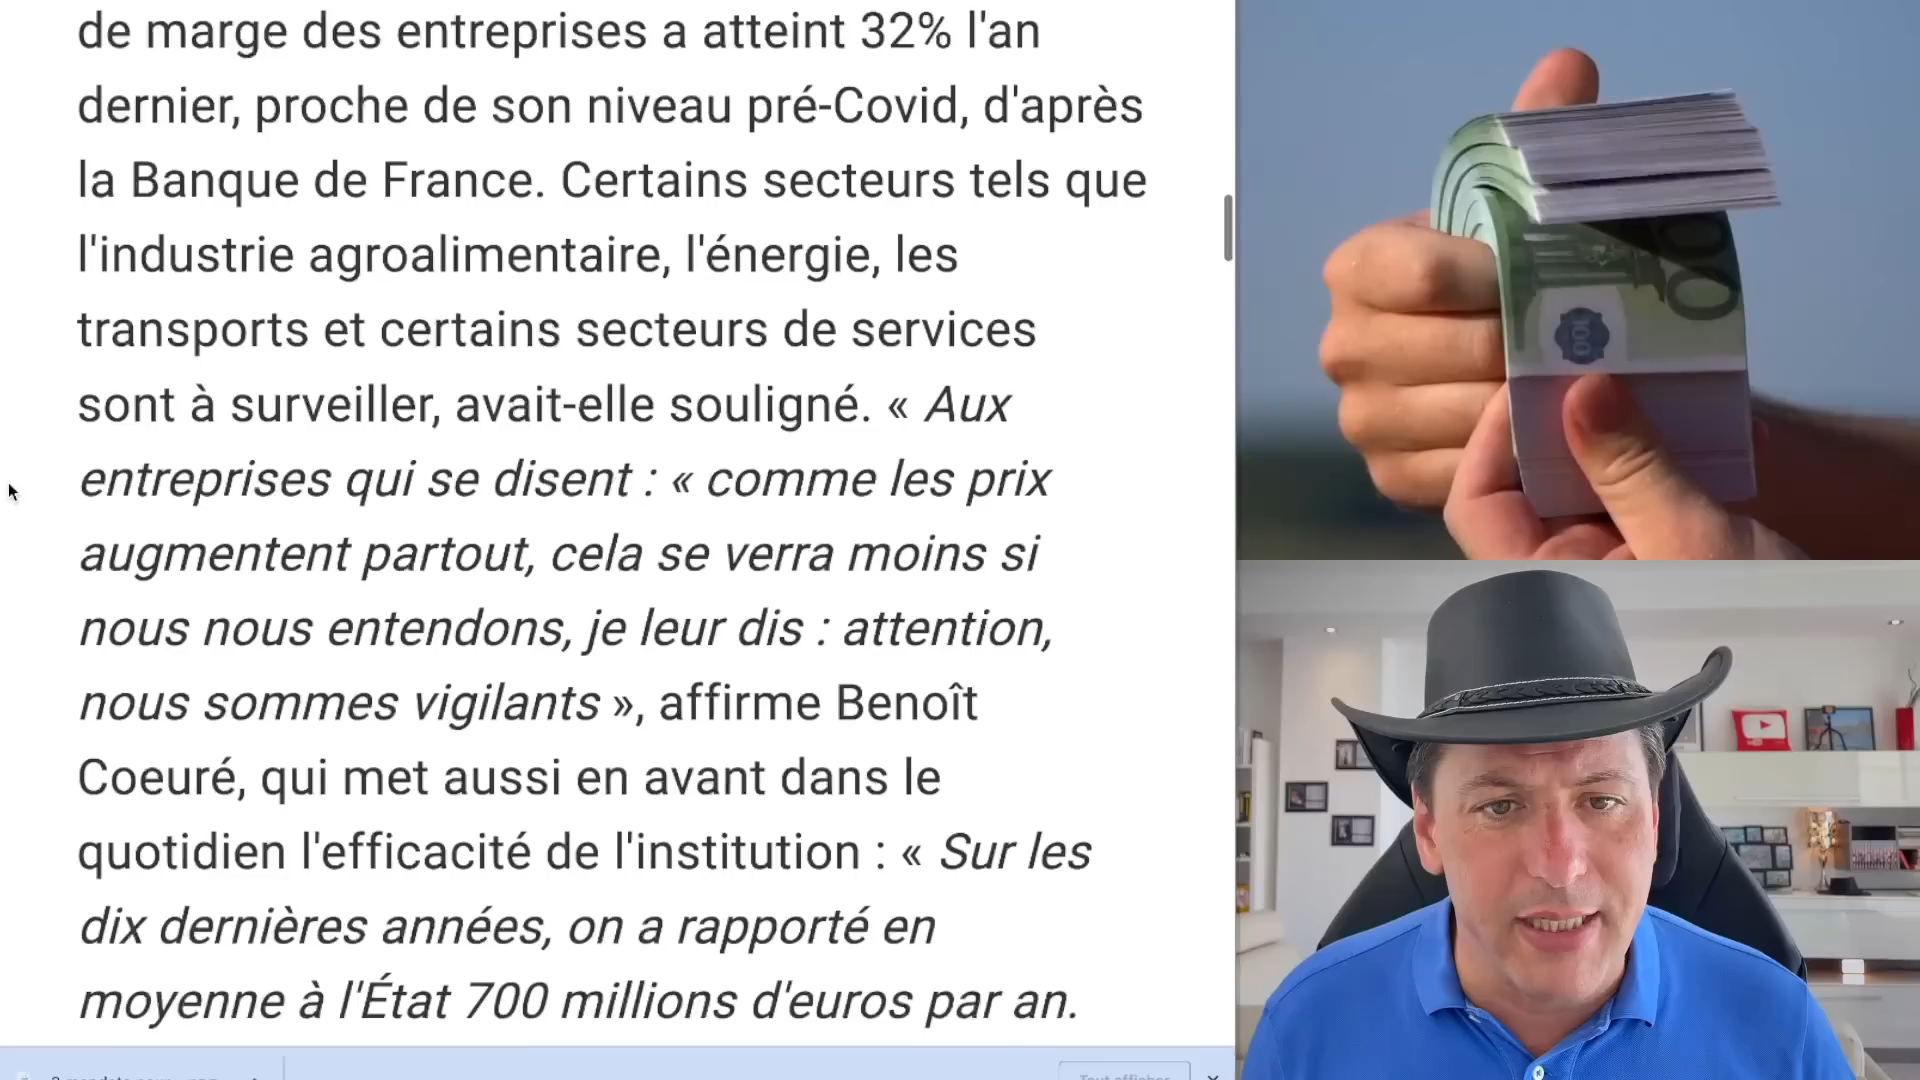 de marge des entreprises a atteint 32% l'an
dernier, proche de son niveau pré-Covid, d'après
la Banque de France. Certains secteurs tels que
l'industrie agroalimentaire, l'énergie, les
transports et certains secteurs de services
sont à surveiller, avait-elle souligné. « Aux
entreprises qui se disent : « comme les prix
augmentent partout, cela se verra moins si
nous nous entendons, je leur dis : attention,
nous sommes vigilants », affirme Benoît
Coeuré, qui met aussi en avant dans le
quotidien l'efficacité de l'institution : « Sur les
dix dernières années, on a rapporté en
moyenne à l'État 700 millions d'euros par an.
Tout afficher
100